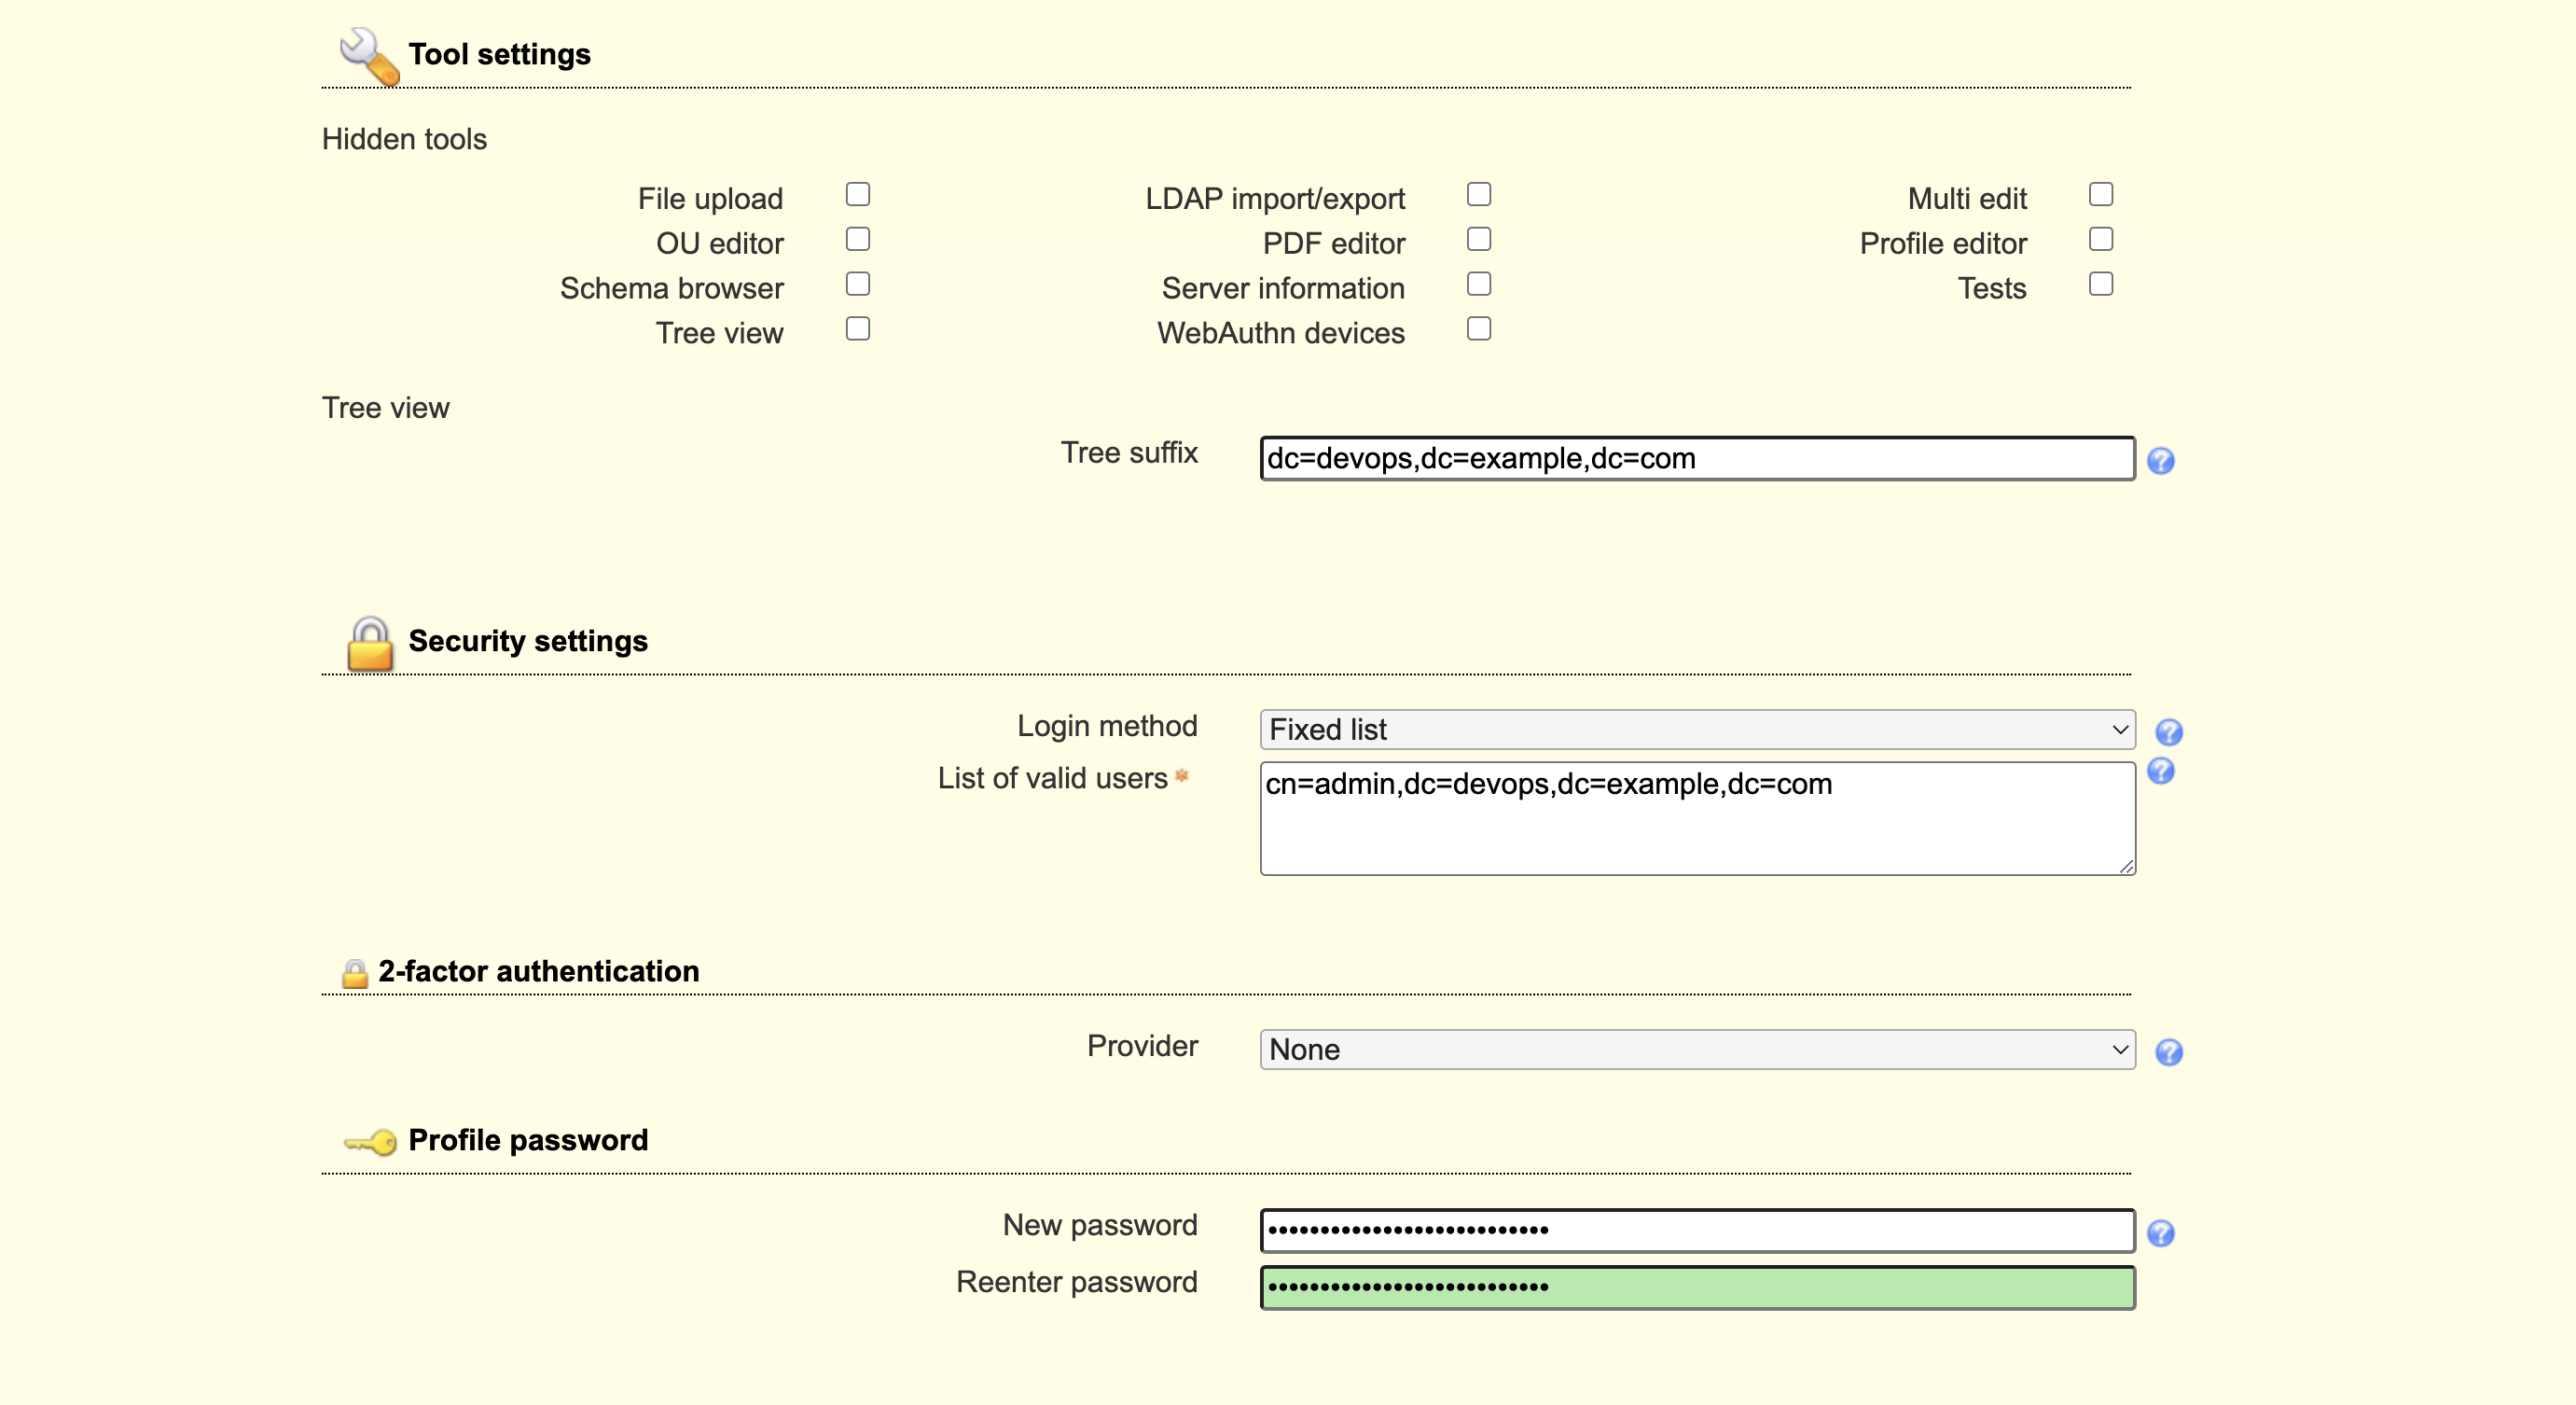 Tool settings
Hidden tools
File upload LDAP import/export Multi edit
OU editor PDF editor Profile editor
Schema browser Server information Tests
Tree view WebAuthn devices
Tree view
Tree suffix dc=devops,dc=example,dc=com
Security settings
Login method Fixed list
List of valid users cn=admin,dc=devops,dc=example,dc=com
2-factor authentication
Provider None
Profile password
New password
Reenter password